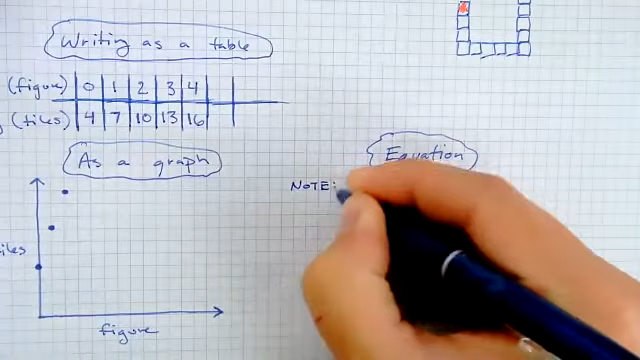 Writing as a table
(figure) 0 1 2 3 4
(tiles) 4 7 10 13 16
As a graph
Equation
NOTE:
figure